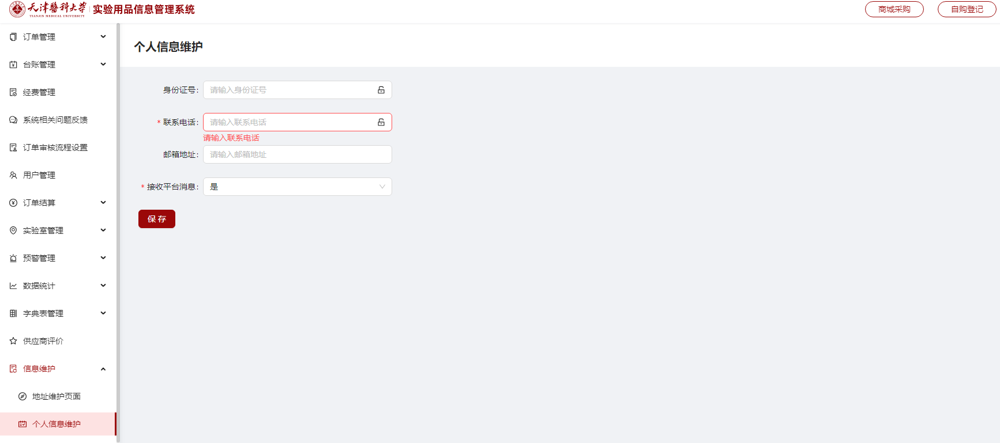 天津醫科大学
TIANJIN MEDICAL UNIVERSITY
实验用品信息管理系统
商城采购
自购登记
订单管理
台账管理
经费管理
系统相关问题反馈
订单审核流程设置
用户管理
订单结算
实验室管理
预警管理
数据统计
字典表管理
供应商评价
信息维护
地址维护页面
个人信息维护
个人信息维护
身份证号: 请输入身份证号
* 联系电话: 请输入联系电话
请输入联系电话
邮箱地址: 请输入邮箱地址
* 接收平台消息: 是
保 存